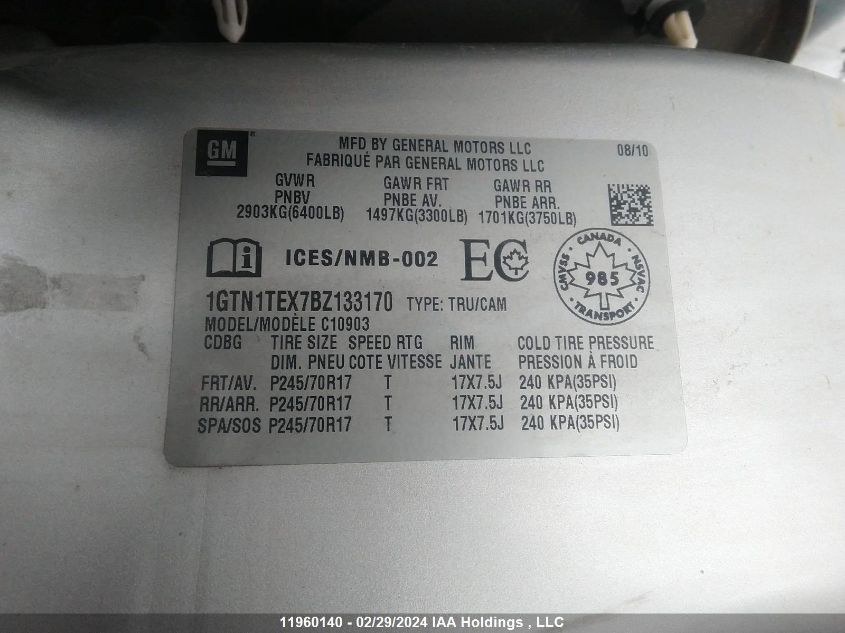 GM
MFD BY GENERAL MOTORS LLC 08/10
FABRIQUÉ PAR GENERAL MOTORS LLC
GVWR GAWR FRT GAWR RR
PNBV PNBE AV. PNBE ARR.
2903KG(6400LB) 1497KG(3300LB) 1701KG(3750LB)
i ICES/NMB-002 EC
CANADA
CMVSS 985 NSVAC
TRANSPORT
1GTN1TEX7BZ133170 TYPE: TRU/CAM
MODEL/MODÈLE C10903
CDBG TIRE SIZE SPEED RTG RIM COLD TIRE PRESSURE
DIM. PNEU COTE VITESSE JANTE PRESSION À FROID
FRT/AV. P245/70R17 T 17X7.5J 240 KPA(35PSI)
RR/ARR. P245/70R17 T 17X7.5J 240 KPA(35PSI)
SPA/SOS P245/70R17 T 17X7.5J 240 KPA(35PSI)
11960140 - 02/29/2024 IAA Holdings , LLC